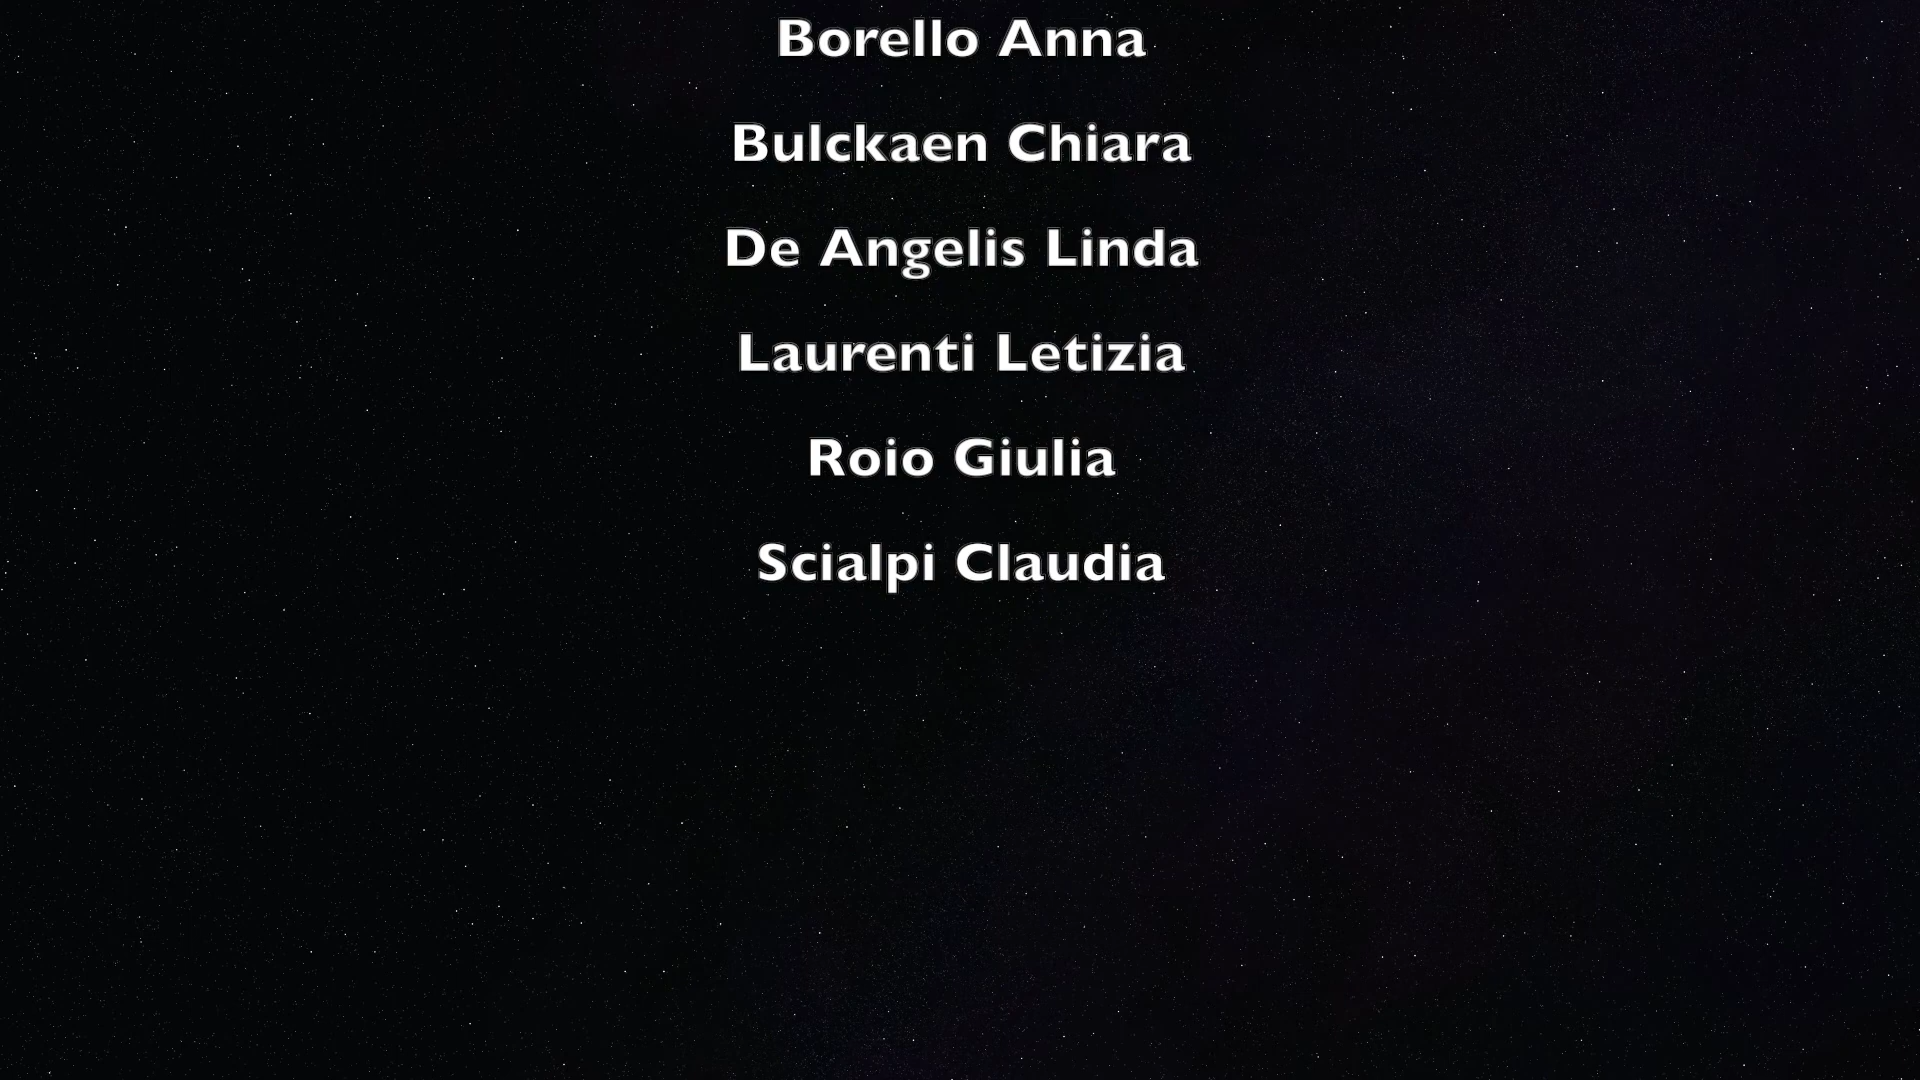 Borello Anna
Bulckaen Chiara
De Angelis Linda
Laurenti Letizia
Roio Giulia
Scialpi Claudia